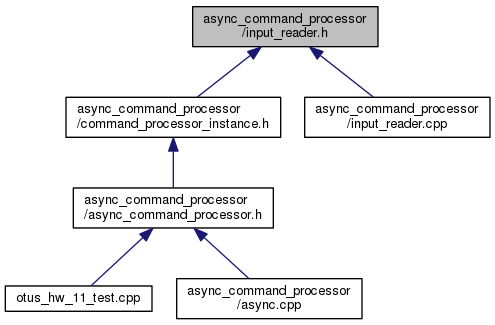 async_command_processor
/input_reader.h
async_command_processor
/command_processor_instance.h
async_command_processor
/input_reader.cpp
async_command_processor
/async_command_processor.h
otus_hw_11_test.cpp
async_command_processor
/async.cpp